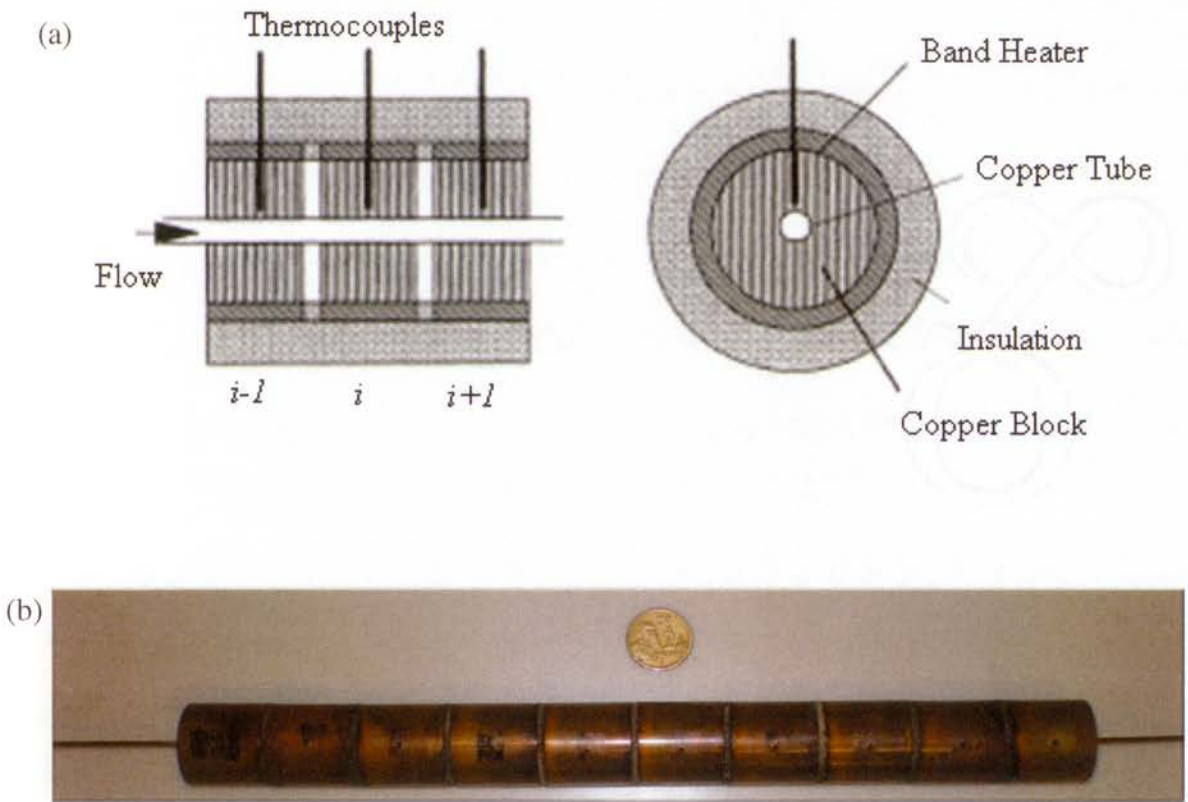 (a)
Thermocouples
Band Heater
Copper Tube
Flow
Insulation
i-1 i i+1
Copper Block
(b)